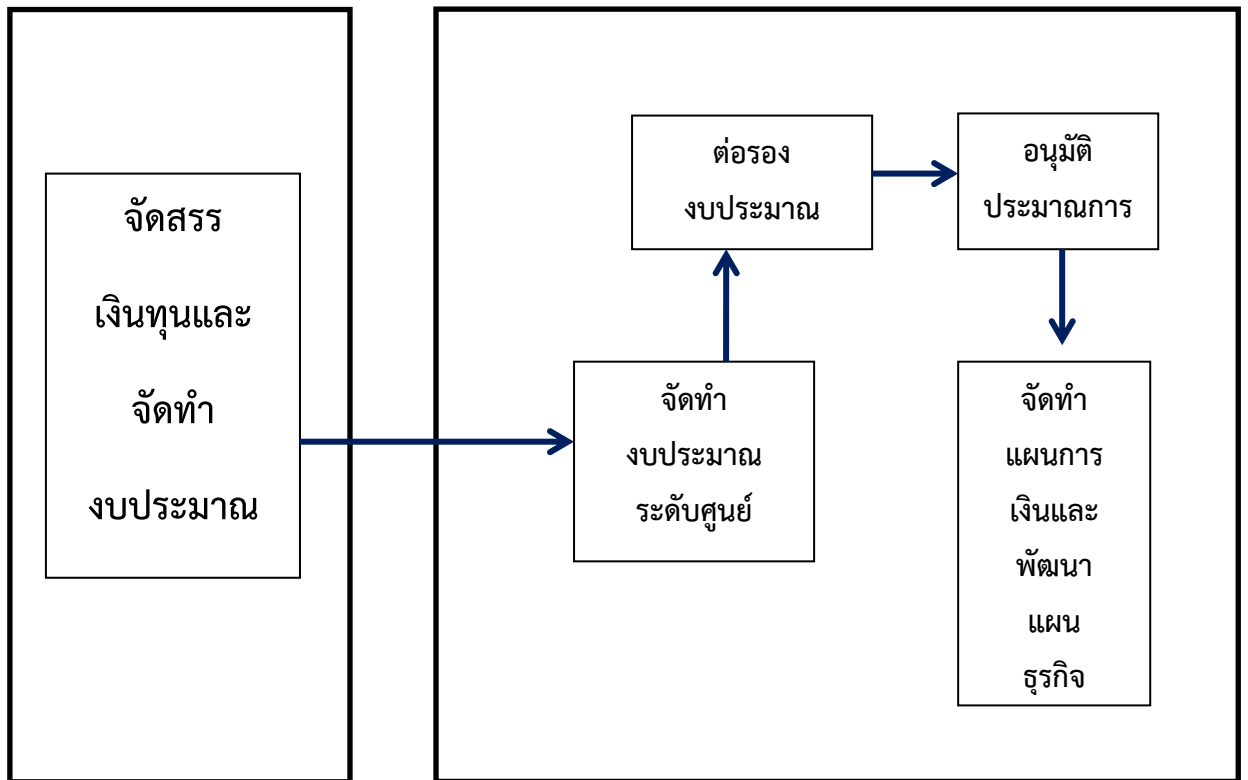 จัดสรร
เงินทุนและ
จัดทำ
งบประมาณ
จัดทำ
งบประมาณ
ระดับศูนย์
ต่อรอง
งบประมาณ
อนุมัติ
ประมาณการ
จัดทำ
แผนการ
เงินและ
พัฒนา
แผน
ธุรกิจ